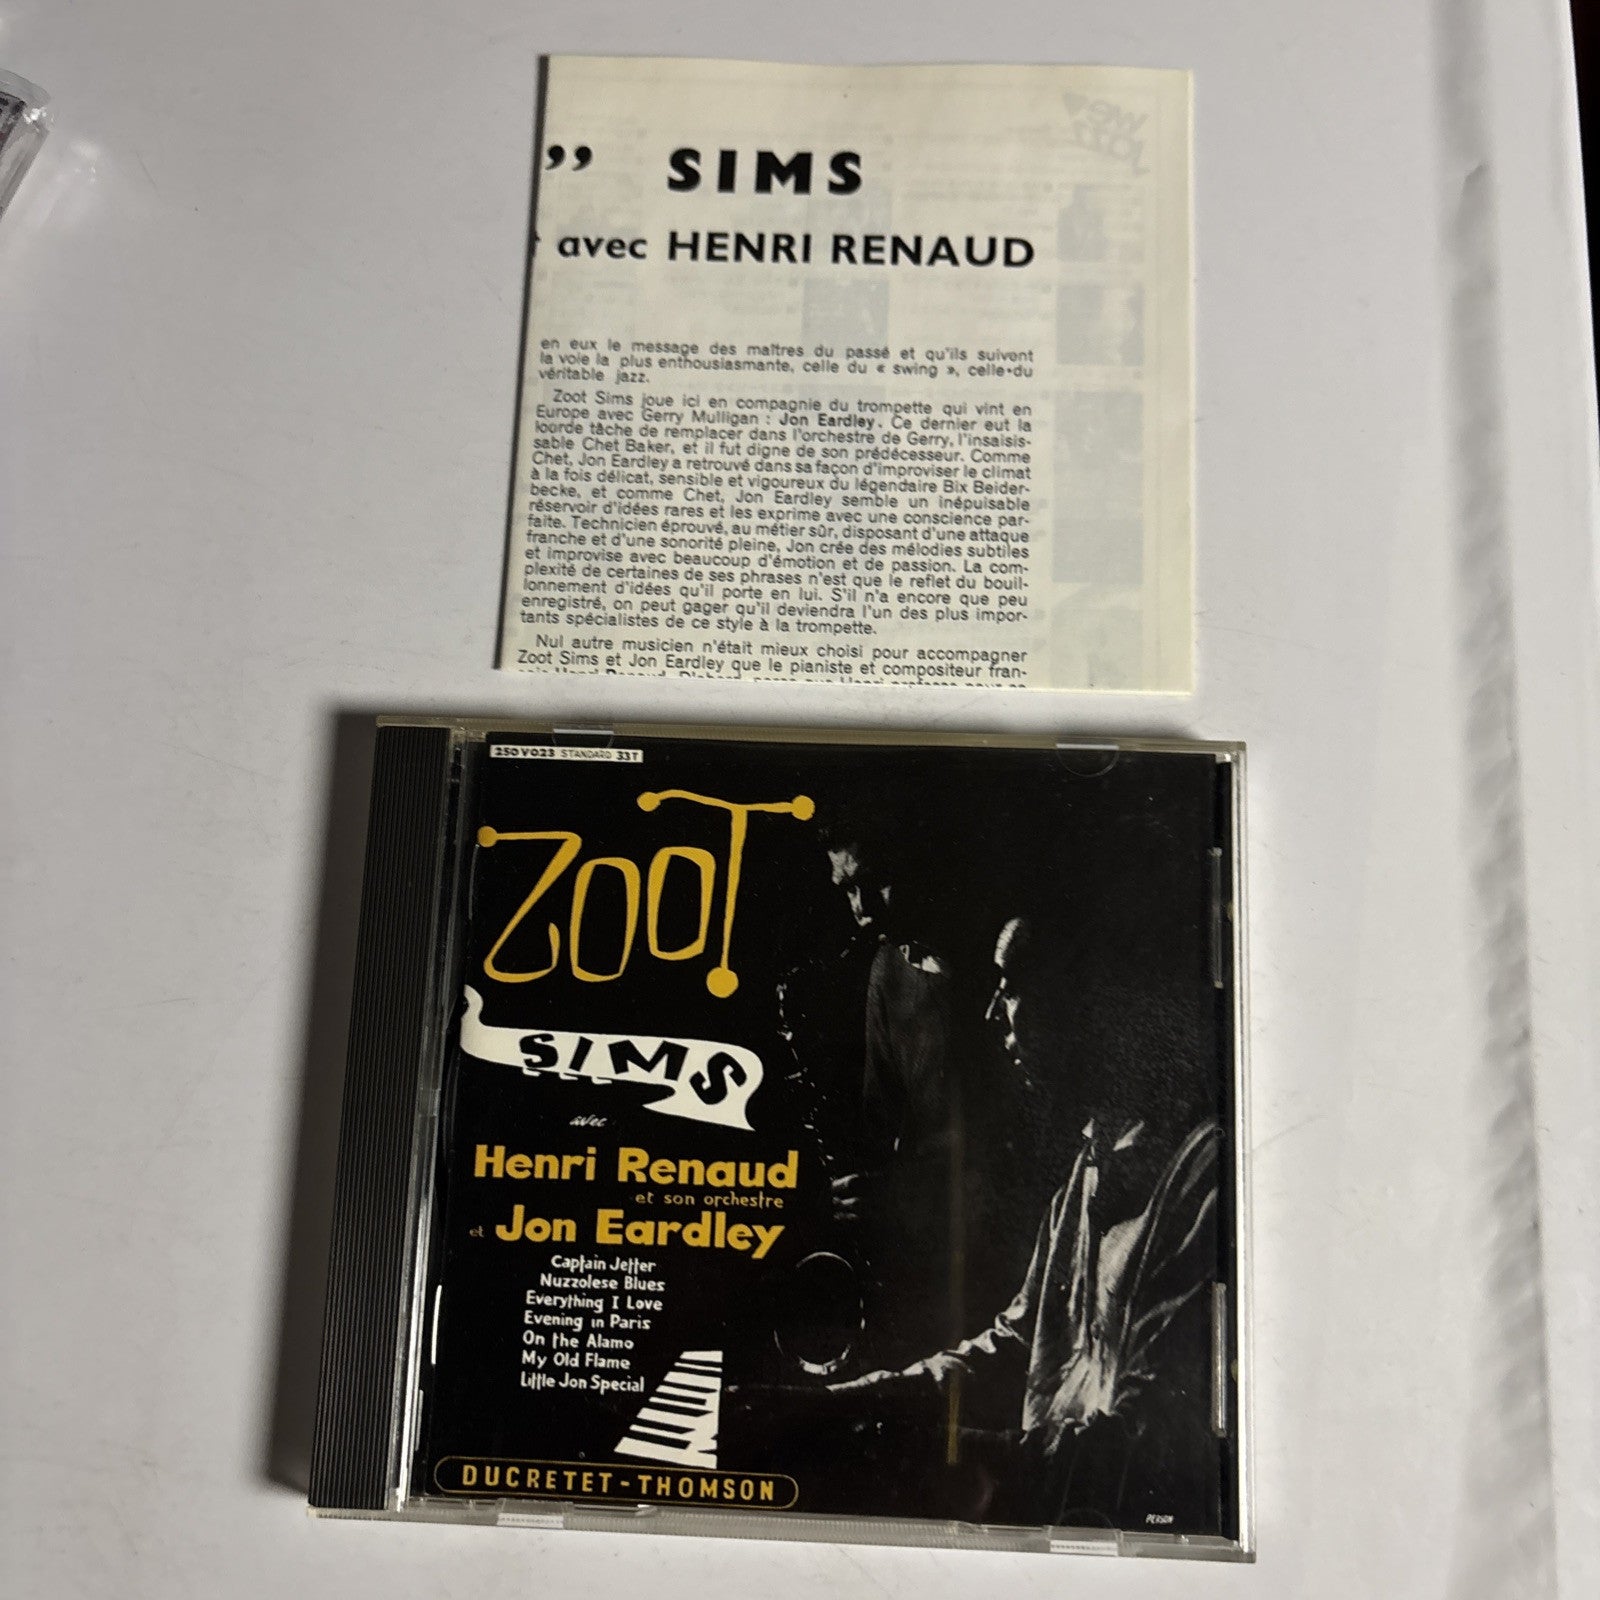 ” SIMS
avec HENRI RENAUD
en eux le message des maîtres du passé et qu'ils suivent
la voie la plus enthousiasmante, celle du « swing », celle du
véritable jazz.
Zoot Sims joue ici en compagnie du trompette qui vint en
Europe avec Gerry Mulligan : Jon Eardley. Ce dernier eut la
lourde tâche de remplacer dans l'orchestre de Gerry, l'insaisis-
sable Chet Baker, et il fut digne de son prédécesseur. Comme
Chet, Jon Eardley a retrouvé dans sa façon d'improviser le climat
à la fois délicat, sensible et vigoureux du légendaire Bix Beider-
becke, et comme Chet, Jon Eardley semble un inépuisable
réservoir d'idées rares et les exprime avec une conscience par-
faite. Technicien éprouvé, au métier sûr, disposant d'une attaque
franche et d'une sonorité pleine, Jon crée des mélodies subtiles
et improvise avec beaucoup d'émotion et de passion. La com-
plexité de certaines de ses phrases n'est que le reflet du bouil-
lonnement d'idées qu'il porte en lui. S'il n'a encore que peu
enregistré, on peut gager qu'il deviendra l'un des plus impor-
tants spécialistes de ce style à la trompette.
Nul autre musicien n'était mieux choisi pour accompagner
Zoot Sims et Jon Eardley que le pianiste et compositeur fran-
250 V 023 STANDARD 33 T
ZOOT
SIMS
avec
Henri Renaud
et son orchestre
et Jon Eardley
Captain Jetter
Nuzzolese Blues
Everything I Love
Evening in Paris
On the Alamo
My Old Flame
Little Jon Special
DUCRETET-THOMSON
PERSON